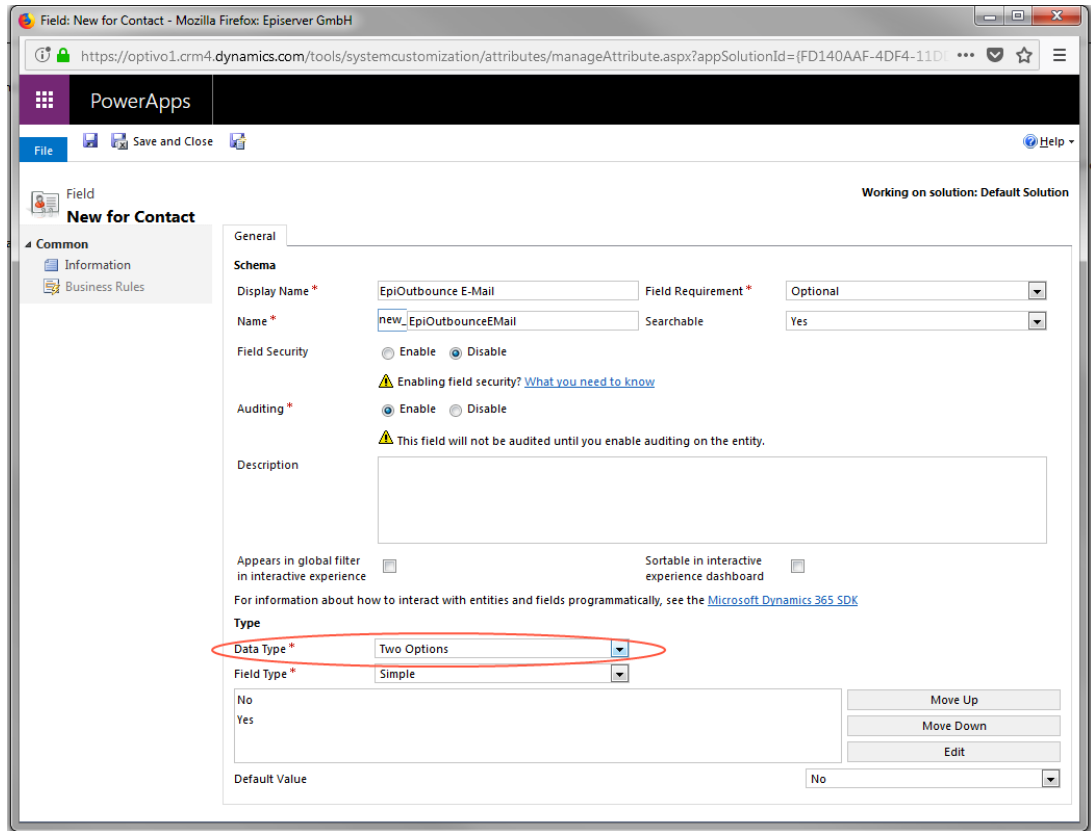 Field: New for Contact - Mozilla Firefox: Episerver GmbH
https://optivo1.crm4.dynamics.com/tools/systemcustomization/attributes/manageAttribute.aspx?appSolutionId={FD140AAF-4DF4-11D
PowerApps
File Save and Close Help
Field
New for Contact
Working on solution: Default Solution
Common
Information
Business Rules
General
Schema
Display Name * EpiOutbounce E-Mail Field Requirement * Optional
Name * new_ EpiOutbounceEMail Searchable Yes
Field Security Enable Disable
Enabling field security? What you need to know
Auditing * Enable Disable
This field will not be audited until you enable auditing on the entity.
Description
Appears in global filter
in interactive experience
Sortable in interactive
experience dashboard
For information about how to interact with entities and fields programmatically, see the Microsoft Dynamics 365 SDK
Type
Data Type * Two Options
Field Type * Simple
No
Yes
Move Up
Move Down
Edit
Default Value No